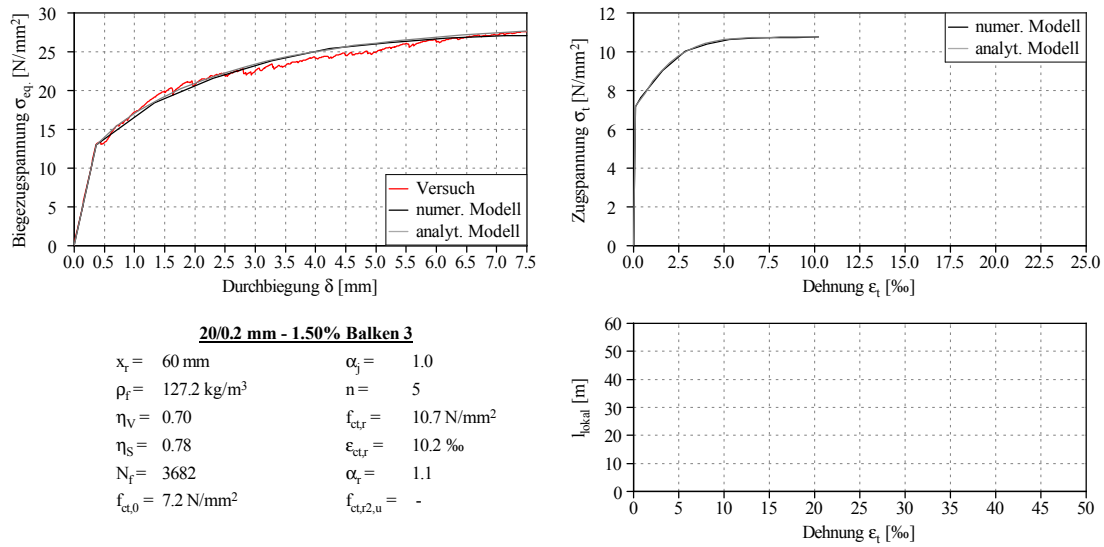 Biegezugspannung σeq. [N/mm²]
30
25
20
15
10
5
0
0.0 0.5 1.0 1.5 2.0 2.5 3.0 3.5 4.0 4.5 5.0 5.5 6.0 6.5 7.0 7.5
Durchbiegung δ [mm]
Versuch
numer. Modell
analyt. Modell
Zugspannung σt [N/mm²]
12
10
8
6
4
2
0
0.0 2.5 5.0 7.5 10.0 12.5 15.0 17.5 20.0 22.5 25.0
Dehnung εt [‰]
numer. Modell
analyt. Modell
20/0.2 mm - 1.50% Balken 3
xr = 60 mm αj = 1.0
ρf = 127.2 kg/m³ n = 5
ηV = 0.70 fct,r = 10.7 N/mm²
ηS = 0.78 εct,r = 10.2 ‰
Nf = 3682 αr = 1.1
fct,0 = 7.2 N/mm² fct,r2,u = -
llokal [m]
60
50
40
30
20
10
0
0 5 10 15 20 25 30 35 40 45 50
Dehnung εt [‰]